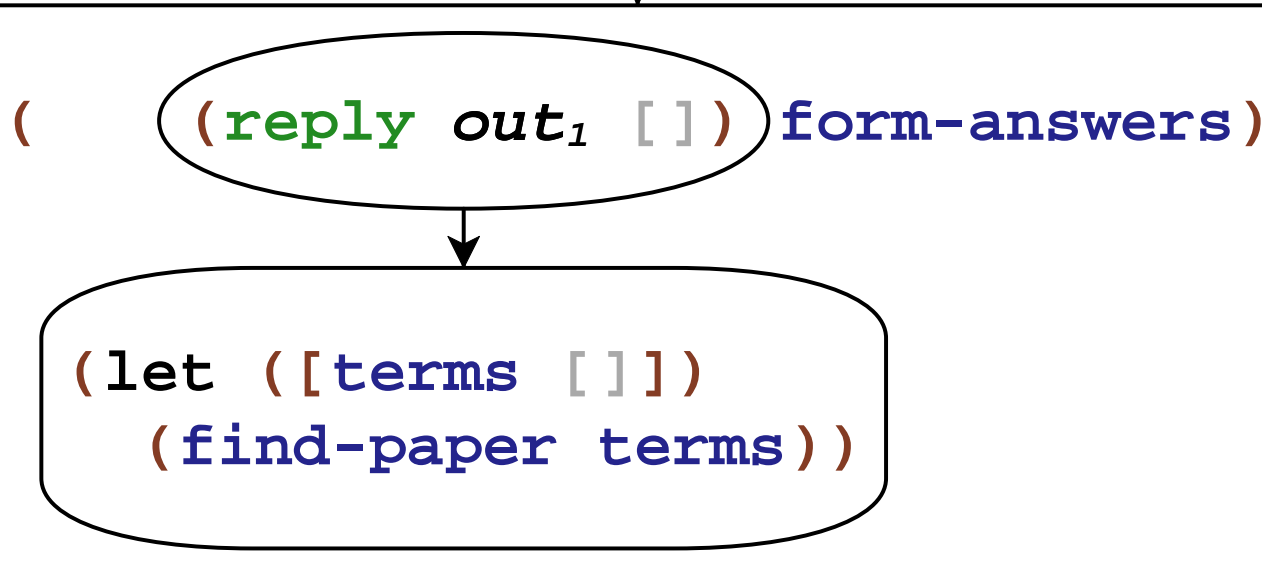 ( (reply out₁ []) form-answers)
(let ([terms []])
(find-paper terms))